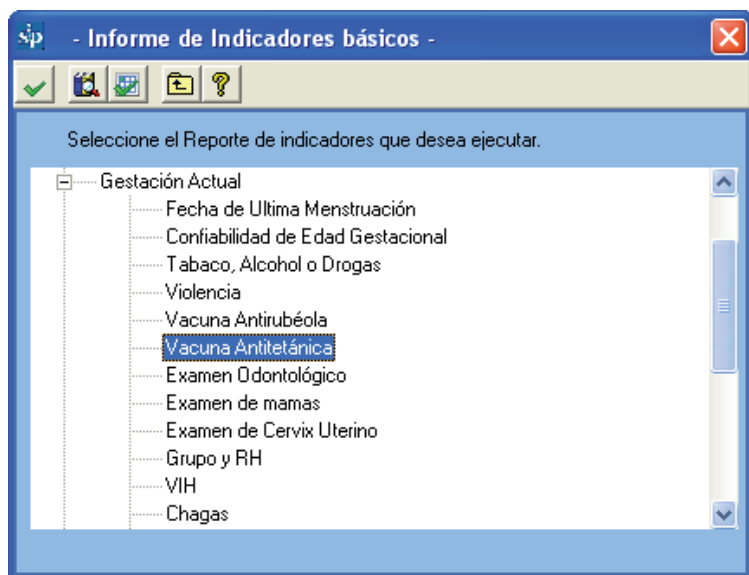 sip - Informe de Indicadores básicos -
Seleccione el Reporte de indicadores que desea ejecutar.
Gestación Actual
Fecha de Ultima Menstruación
Confiabilidad de Edad Gestacional
Tabaco, Alcohol o Drogas
Violencia
Vacuna Antirubéola
Vacuna Antitetánica
Examen Odontológico
Examen de mamas
Examen de Cervix Uterino
Grupo y RH
VIH
Chagas